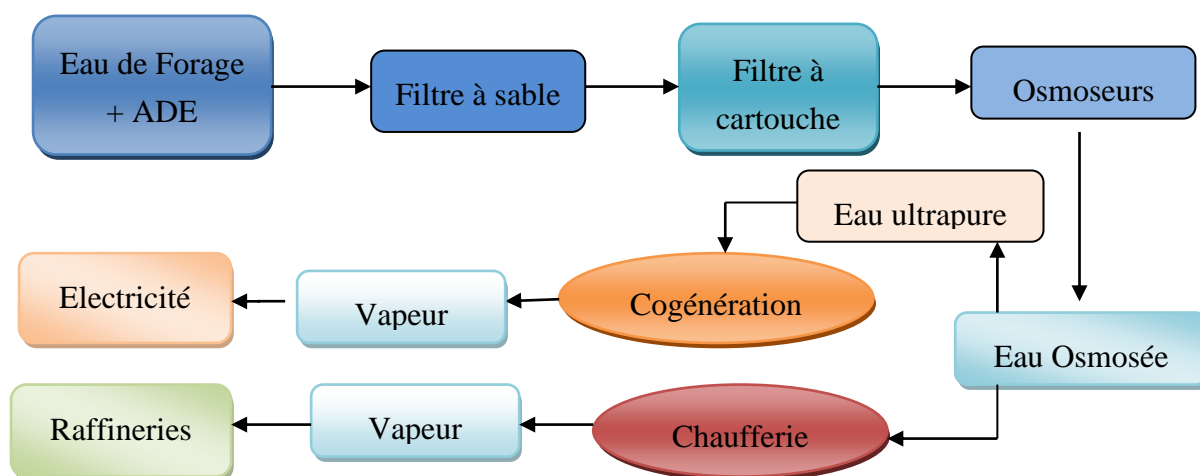 Eau de Forage
+ ADE
Filtre à sable
Filtre à
cartouche
Osmoseurs
Eau ultrapure
Electricité
Vapeur
Cogénération
Eau Osmosée
Raffineries
Vapeur
Chaufferie